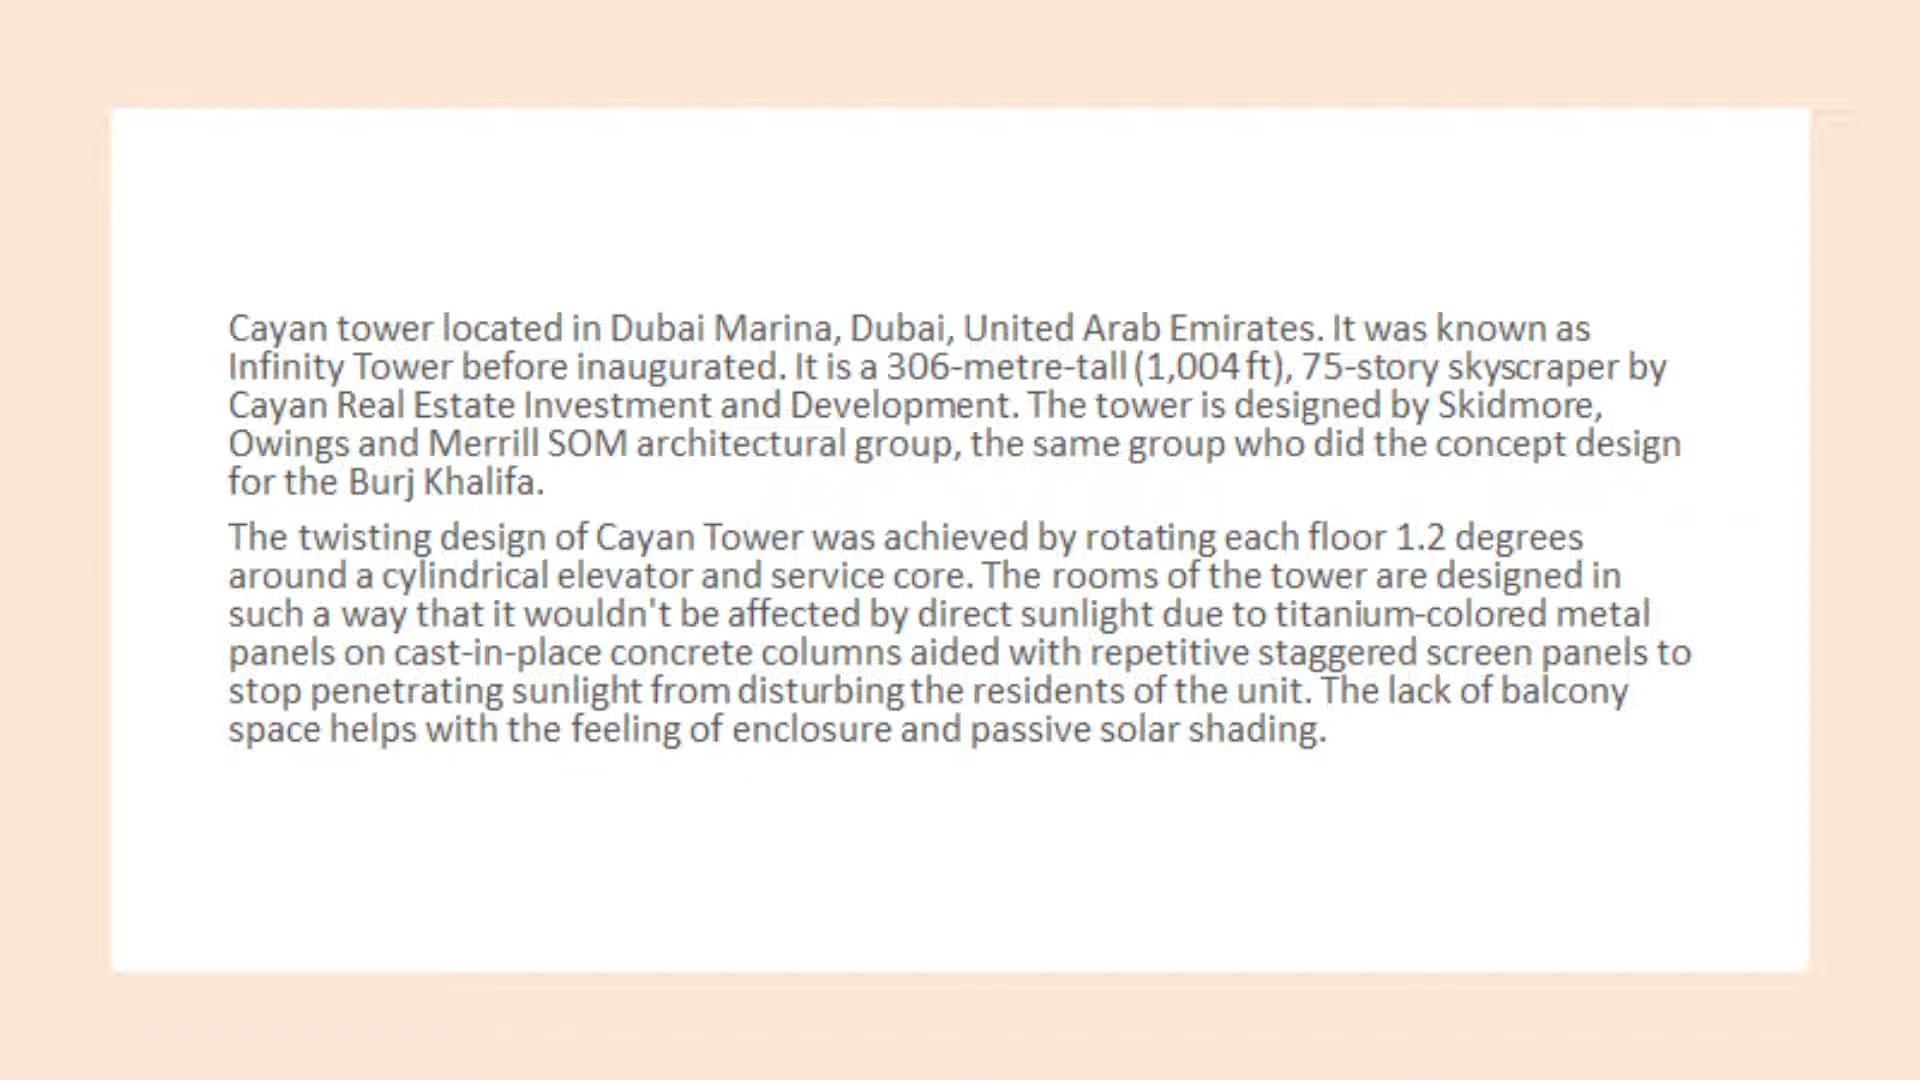 Cayan tower located in Dubai Marina, Dubai, United Arab Emirates. It was known as
Infinity Tower before inaugurated. It is a 306-metre-tall (1,004 ft), 75-story skyscraper by
Cayan Real Estate Investment and Development. The tower is designed by Skidmore,
Owings and Merrill SOM architectural group, the same group who did the concept design
for the Burj Khalifa.
The twisting design of Cayan Tower was achieved by rotating each floor 1.2 degrees
around a cylindrical elevator and service core. The rooms of the tower are designed in
such a way that it wouldn't be affected by direct sunlight due to titanium-colored metal
panels on cast-in-place concrete columns aided with repetitive staggered screen panels to
stop penetrating sunlight from disturbing the residents of the unit. The lack of balcony
space helps with the feeling of enclosure and passive solar shading.